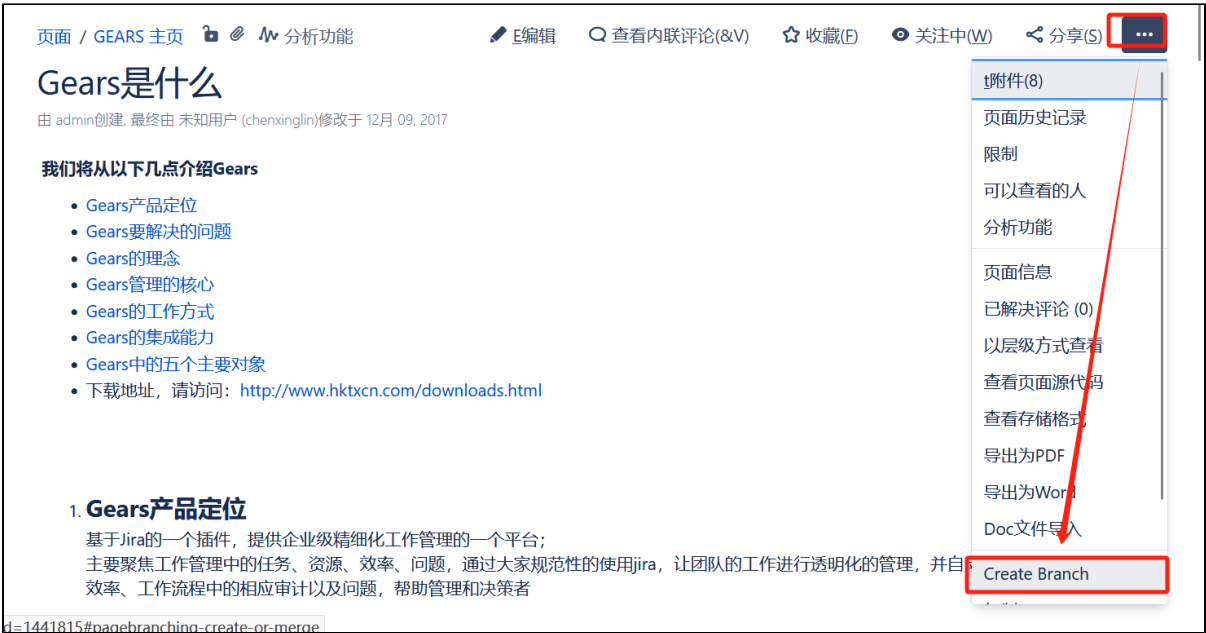 页面 / GEARS 主页 分析功能 E编辑 查看内联评论(&V) 收藏(F) 关注中(W) 分享(S)
Gears是什么
由 admin创建, 最终由 未知用户 (chenxinglin)修改于 12月 09, 2017
我们将从以下几点介绍Gears
Gears产品定位
Gears要解决的问题
Gears的理念
Gears管理的核心
Gears的工作方式
Gears的集成能力
Gears中的五个主要对象
下载地址，请访问：http://www.hktxcn.com/downloads.html
1. Gears产品定位
基于Jira的一个插件，提供企业级精细化工作管理的一个平台；
主要聚焦工作管理中的任务、资源、效率、问题，通过大家规范性的使用jira，让团队的工作进行透明化的管理，并自
效率、工作流程中的相应审计以及问题，帮助管理和决策者
t附件(8)
页面历史记录
限制
可以查看的人
分析功能
页面信息
已解决评论 (0)
以层级方式查看
查看页面源代码
查看存储格式
导出为PDF
导出为Word
Doc文件导入
Create Branch
d=1441815#pagebranching-create-or-merge